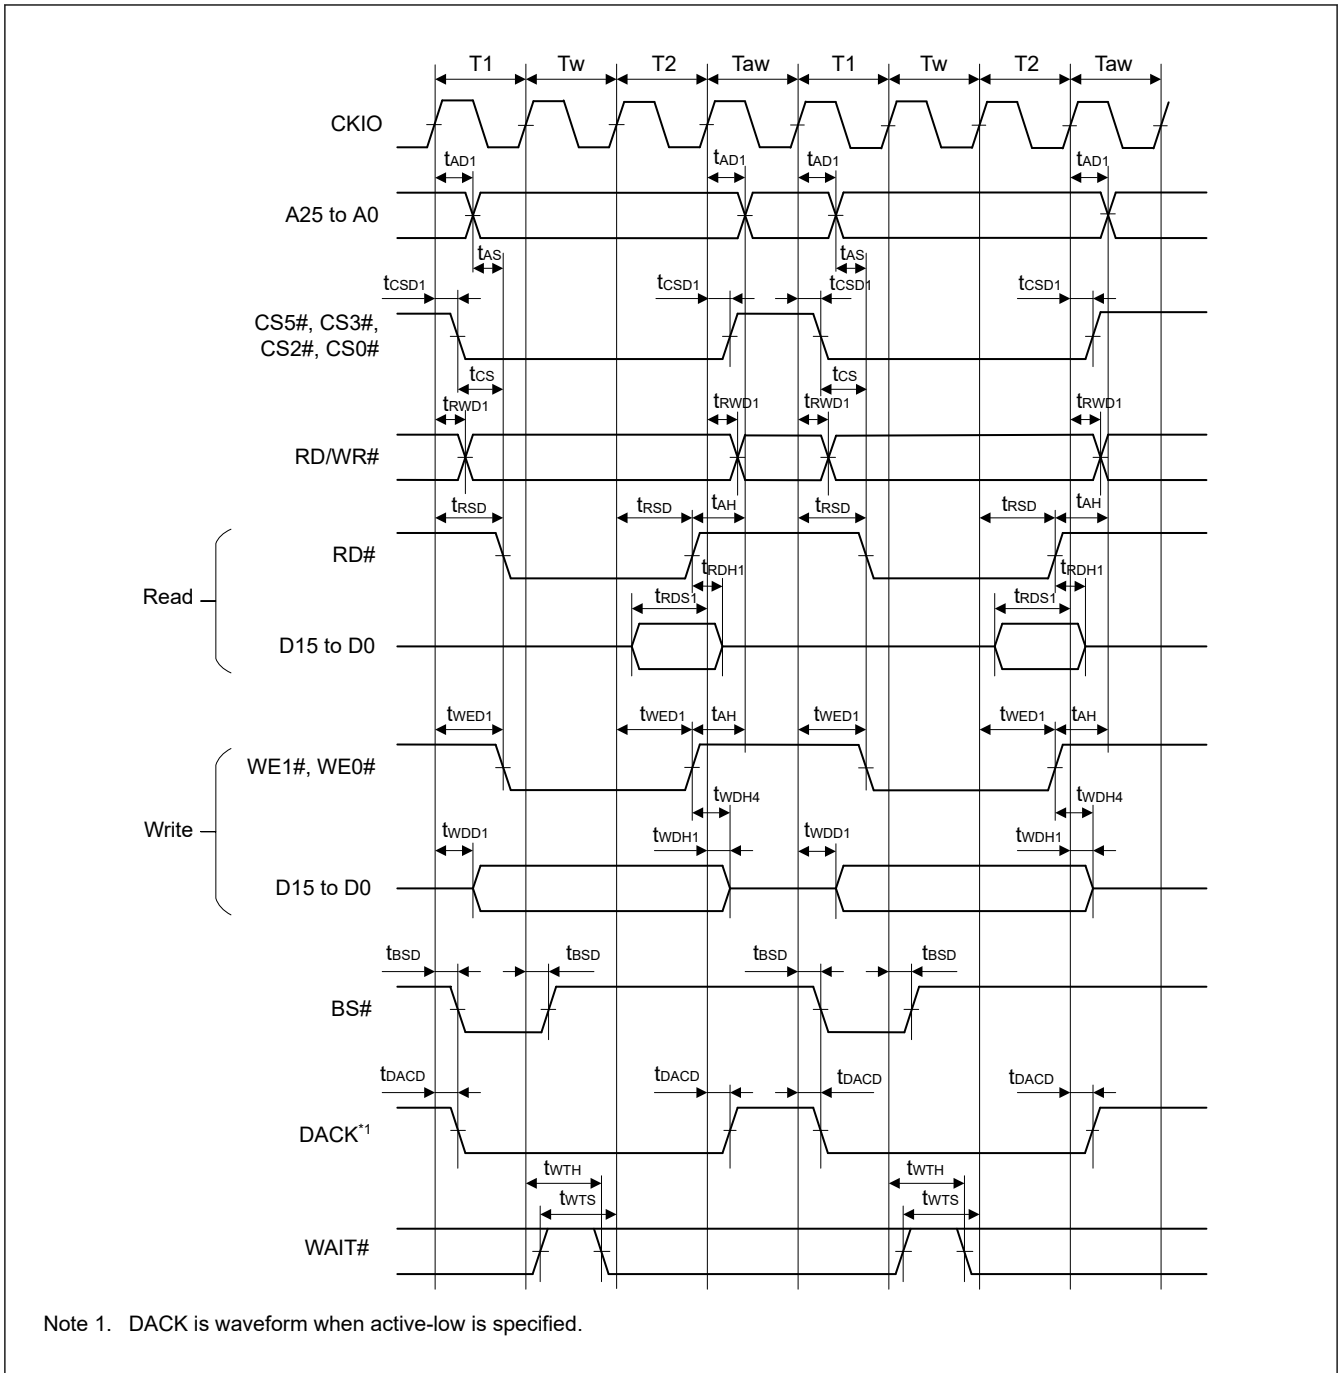 T1 Tw T2 Taw T1 Tw T2 Taw
CKIO
tAD1 tAD1 tAD1 tAD1
A25 to A0
tAS tAS
tCSD1 tCSD1 tCSD1 tCSD1
CS5#, CS3#,
CS2#, CS0#
tCS tCS
tRWD1 tRWD1 tRWD1 tRWD1
RD/WR#
tRSD tRSD tAH tRSD tRSD tAH
RD#
tRDH1 tRDH1
Read
tRDS1 tRDS1
D15 to D0
tWED1 tWED1 tAH tWED1 tWED1 tAH
WE1#, WE0#
tWDH4 tWDH4
Write
tWDD1 tWDH1 tWDD1 tWDH1
D15 to D0
tBSD tBSD tBSD tBSD
BS#
tDACD tDACD tDACD tDACD
DACK*1
tWTH tWTH
tWTS tWTS
WAIT#
Note 1. DACK is waveform when active-low is specified.